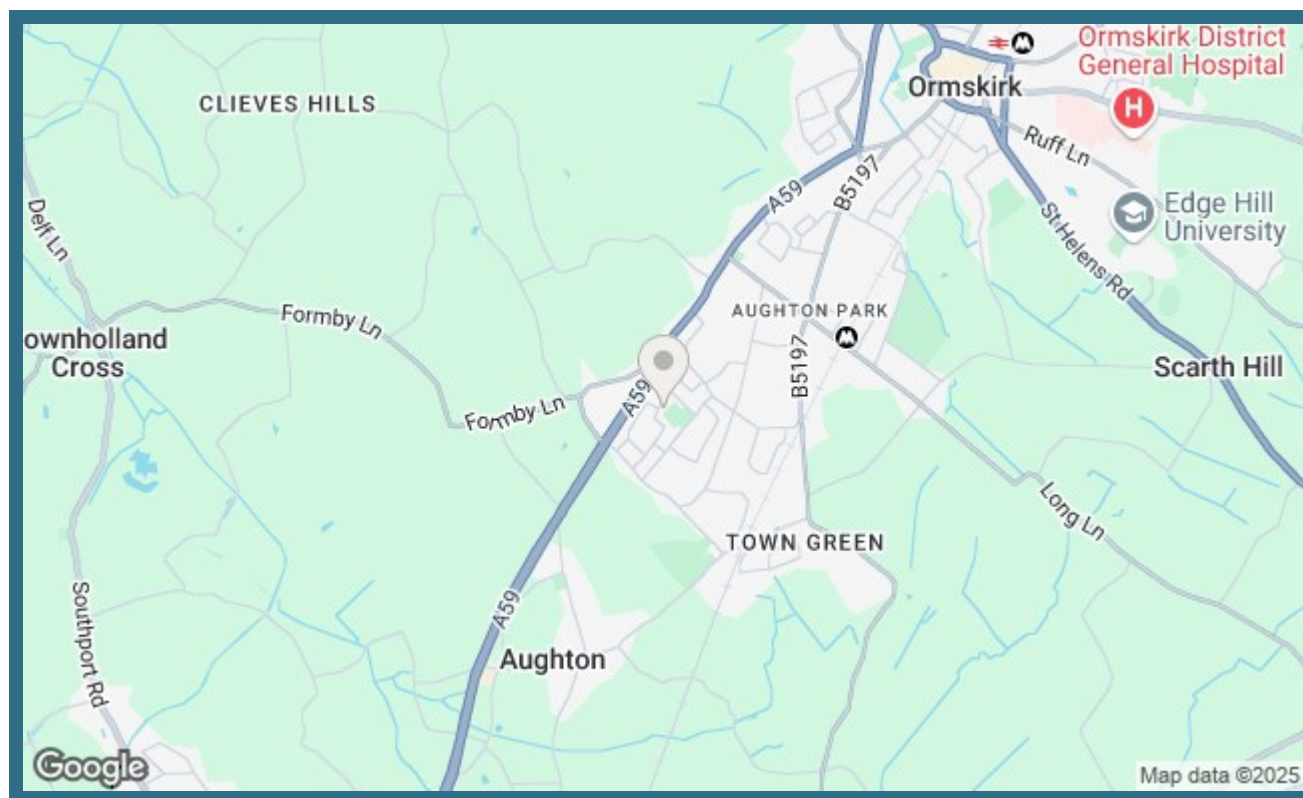 Ormskirk District
General Hospital
H
CLIEVES HILLS
Ormskirk
Ruff Ln
B5197
A59
Edge Hill
University
Deff Ln
St Helens Rd
Formby Ln
AUGHTON PARK
ownholland
Cross
B5197
Scarth Hill
A59
Formby Ln
Long Ln
TOWN GREEN
Southport Rd
A59
Aughton
Google
Map data ©2025